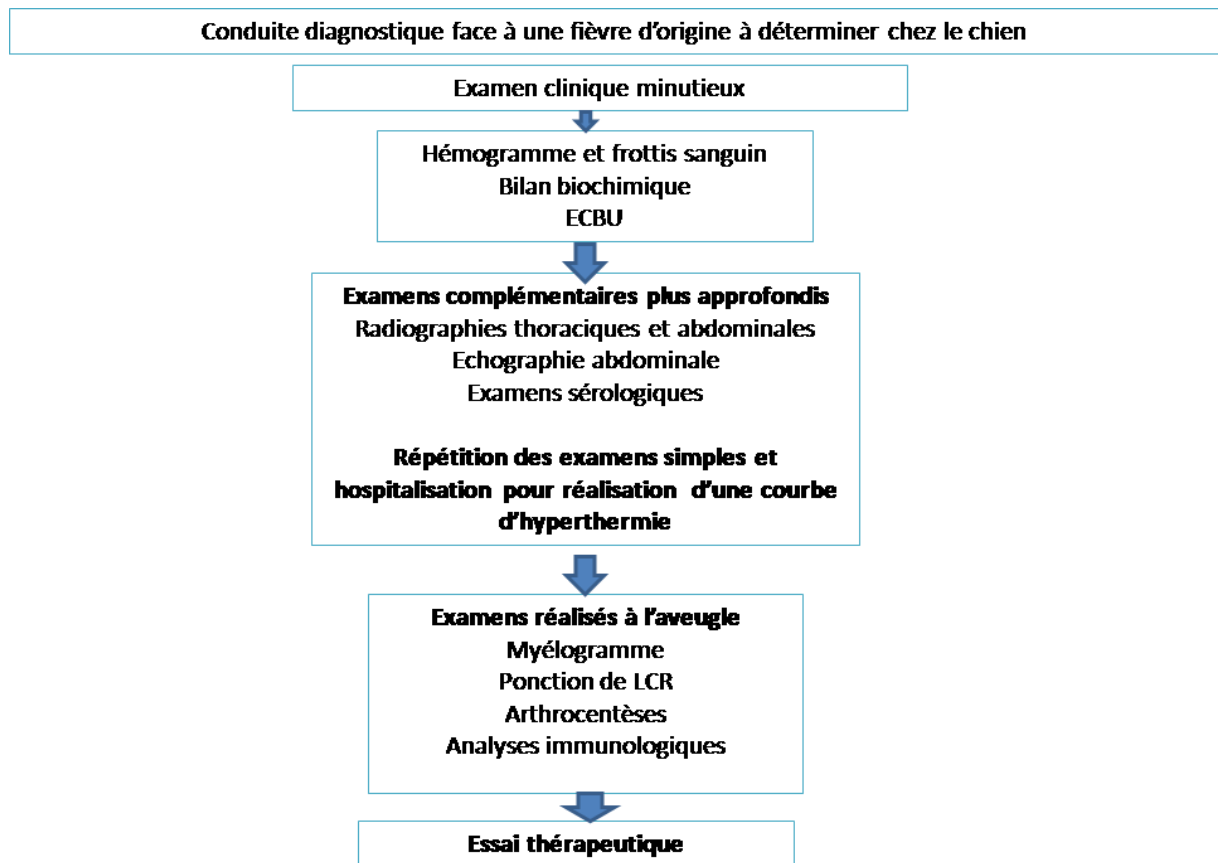 Conduite diagnostique face à une fièvre d'origine à déterminer chez le chien
Examen clinique minutieux
Hémogramme et frottis sanguin
Bilan biochimique
ECBU
Examens complémentaires plus approfondis
Radiographies thoraciques et abdominales
Echographie abdominale
Examens sérologiques
Répétition des examens simples et
hospitalisation pour réalisation d'une courbe
d'hyperthermie
Examens réalisés à l'aveugle
Myélogramme
Ponction de LCR
Arthrocentèses
Analyses immunologiques
Essai thérapeutique